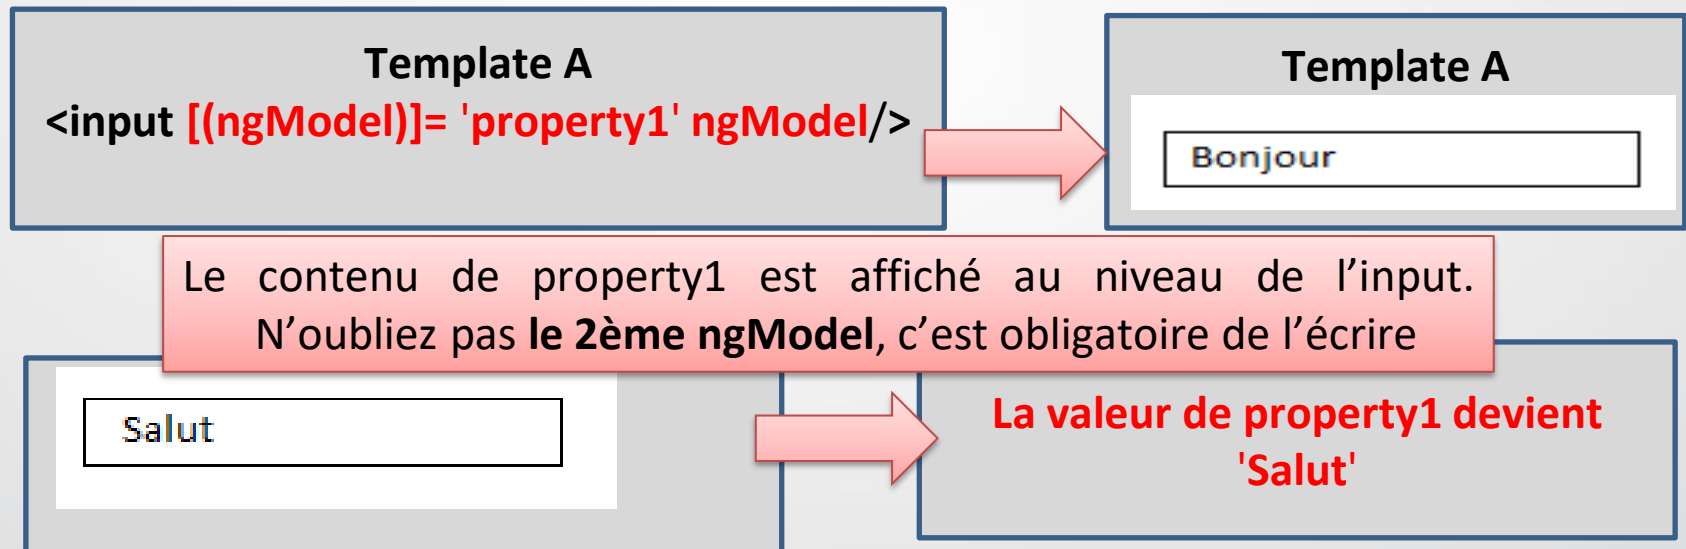 Template A
<input [(ngModel)]= 'property1' ngModel/>
Template A
Bonjour
Le contenu de property1 est affiché au niveau de l’input.
N’oubliez pas le 2ème ngModel, c’est obligatoire de l’écrire
Salut
La valeur de property1 devient
'Salut'